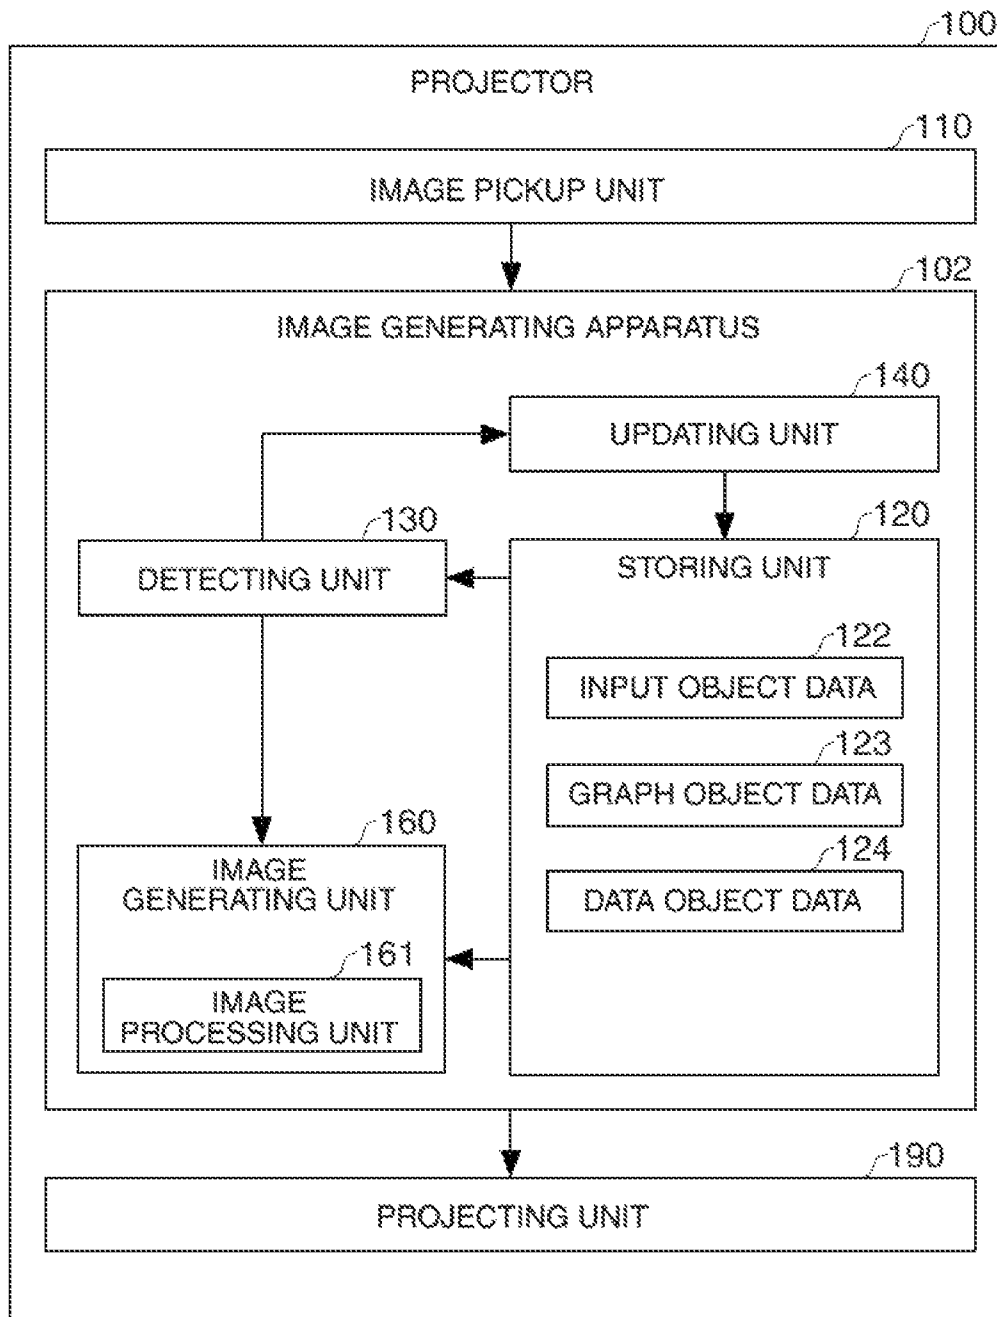 100
PROJECTOR
110
IMAGE PICKUP UNIT
102
IMAGE GENERATING APPARATUS
140
UPDATING UNIT
130
DETECTING UNIT
120
STORING UNIT
122
INPUT OBJECT DATA
123
GRAPH OBJECT DATA
124
DATA OBJECT DATA
160
IMAGE
GENERATING UNIT
161
IMAGE
PROCESSING UNIT
190
PROJECTING UNIT